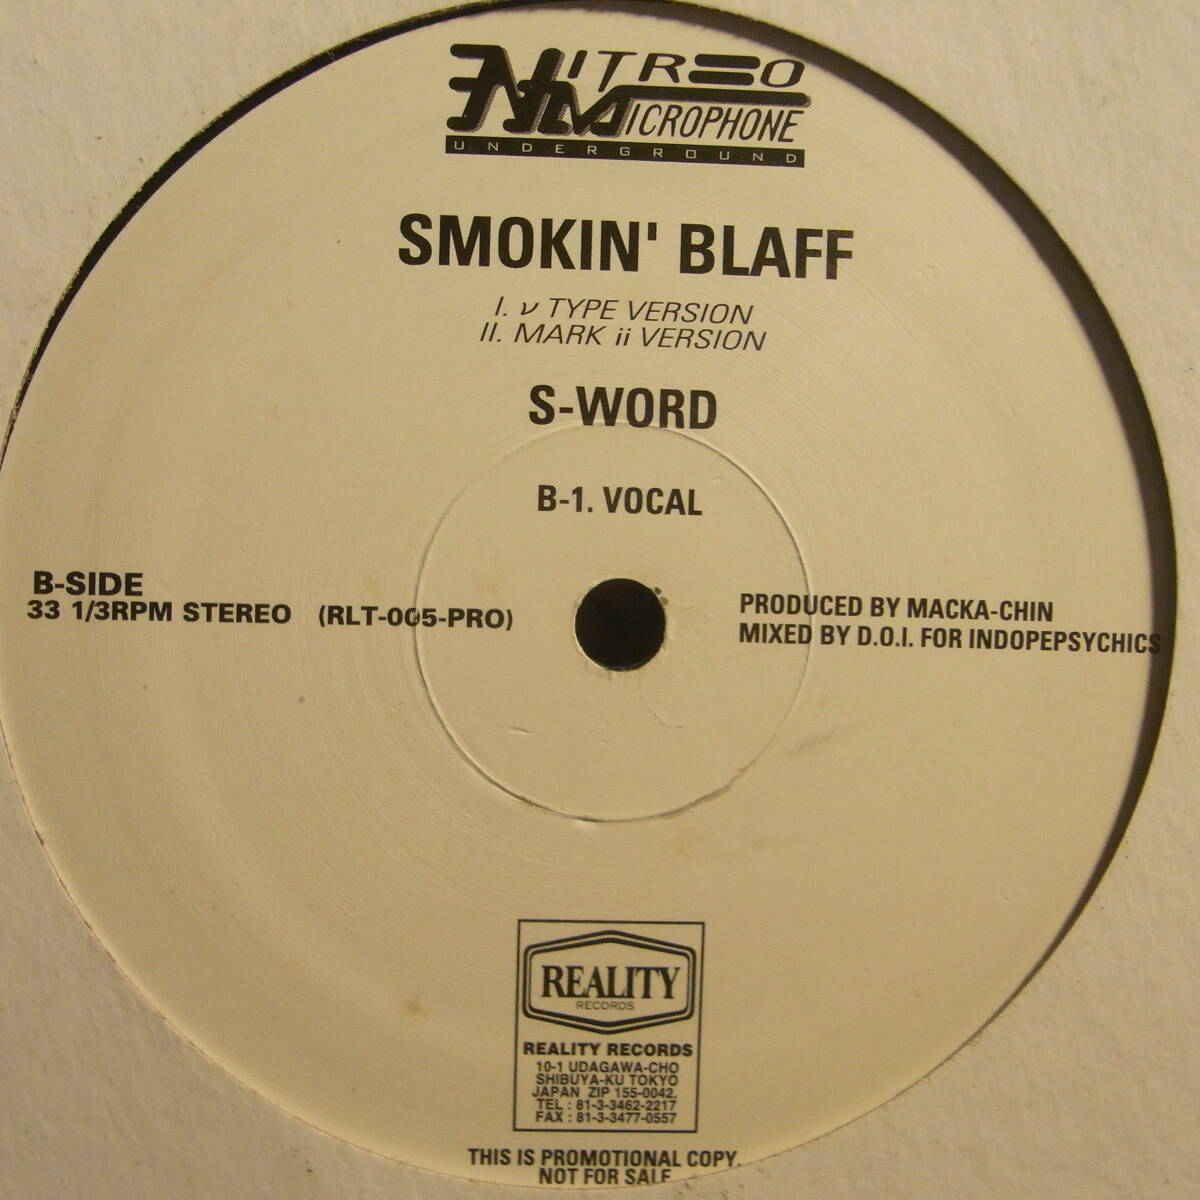 NITRO
MICROPHONE
UNDERGROUND
SMOKIN' BLAFF
I. ν TYPE VERSION
II. MARK ii VERSION
S-WORD
B-1. VOCAL
B-SIDE
33 1/3RPM STEREO (RLT-005-PRO)
PRODUCED BY MACKA-CHIN
MIXED BY D.O.I. FOR INDOPEPSYCHICS
REALITY
RECORDS
REALITY RECORDS
10-1 UDAGAWA-CHO
SHIBUYA-KU TOKYO
JAPAN ZIP 155-0042.
TEL : 81-3-3462-2217
FAX : 81-3-3477-0557
THIS IS PROMOTIONAL COPY.
NOT FOR SALE